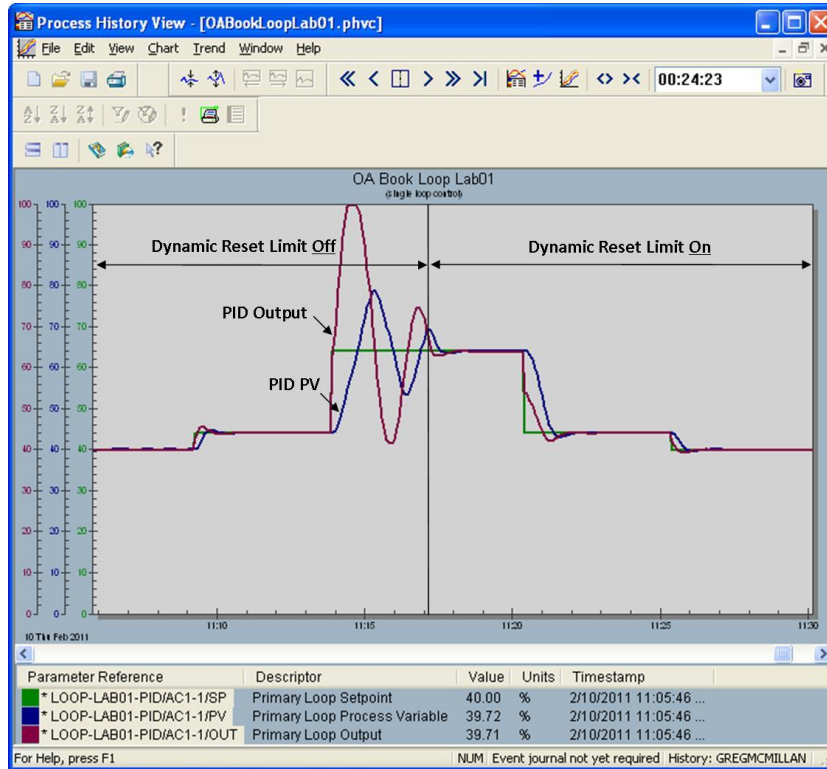 Process History View - [OABookLoopLab01.phvc]
File Edit View Chart Trend Window Help
00:24:23
OA Book Loop Lab01
(single loop control)
100 100 100
90 90 90
80 80 80
70 70 70
60 60 60
50 50 50
40 40 40
30 30 30
20 20 20
10 10 10
0 0 0
Dynamic Reset Limit Off
Dynamic Reset Limit On
PID Output
PID PV
11:10 11:15 11:20 11:25 11:30
10 Thu Feb 2011
Parameter Reference Descriptor Value Units Timestamp
* LOOP-LAB01-PID/AC1-1/SP Primary Loop Setpoint 40.00 % 2/10/2011 11:05:46 ...
* LOOP-LAB01-PID/AC1-1/PV Primary Loop Process Variable 39.72 % 2/10/2011 11:05:46 ...
* LOOP-LAB01-PID/AC1-1/OUT Primary Loop Output 39.71 % 2/10/2011 11:05:46 ...
For Help, press F1 NUM Event journal not yet required History: GREGMCMILLAN